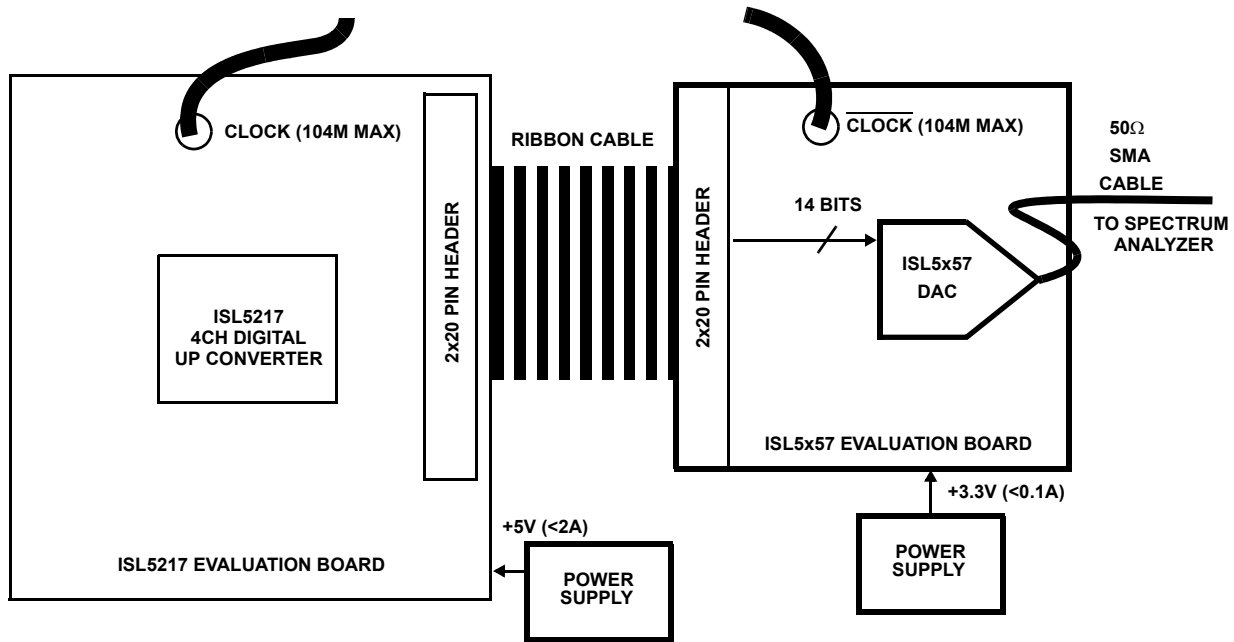 CLOCK (104M MAX)
ISL5217
4CH DIGITAL
UP CONVERTER
2x20 PIN HEADER
ISL5217 EVALUATION BOARD
+5V (<2A)
POWER
SUPPLY
RIBBON CABLE
2x20 PIN HEADER
C̅L̅O̅C̅K̅ (104M MAX)
14 BITS
ISL5x57
DAC
ISL5x57 EVALUATION BOARD
+3.3V (<0.1A)
POWER
SUPPLY
50Ω
SMA
CABLE
TO SPECTRUM
ANALYZER